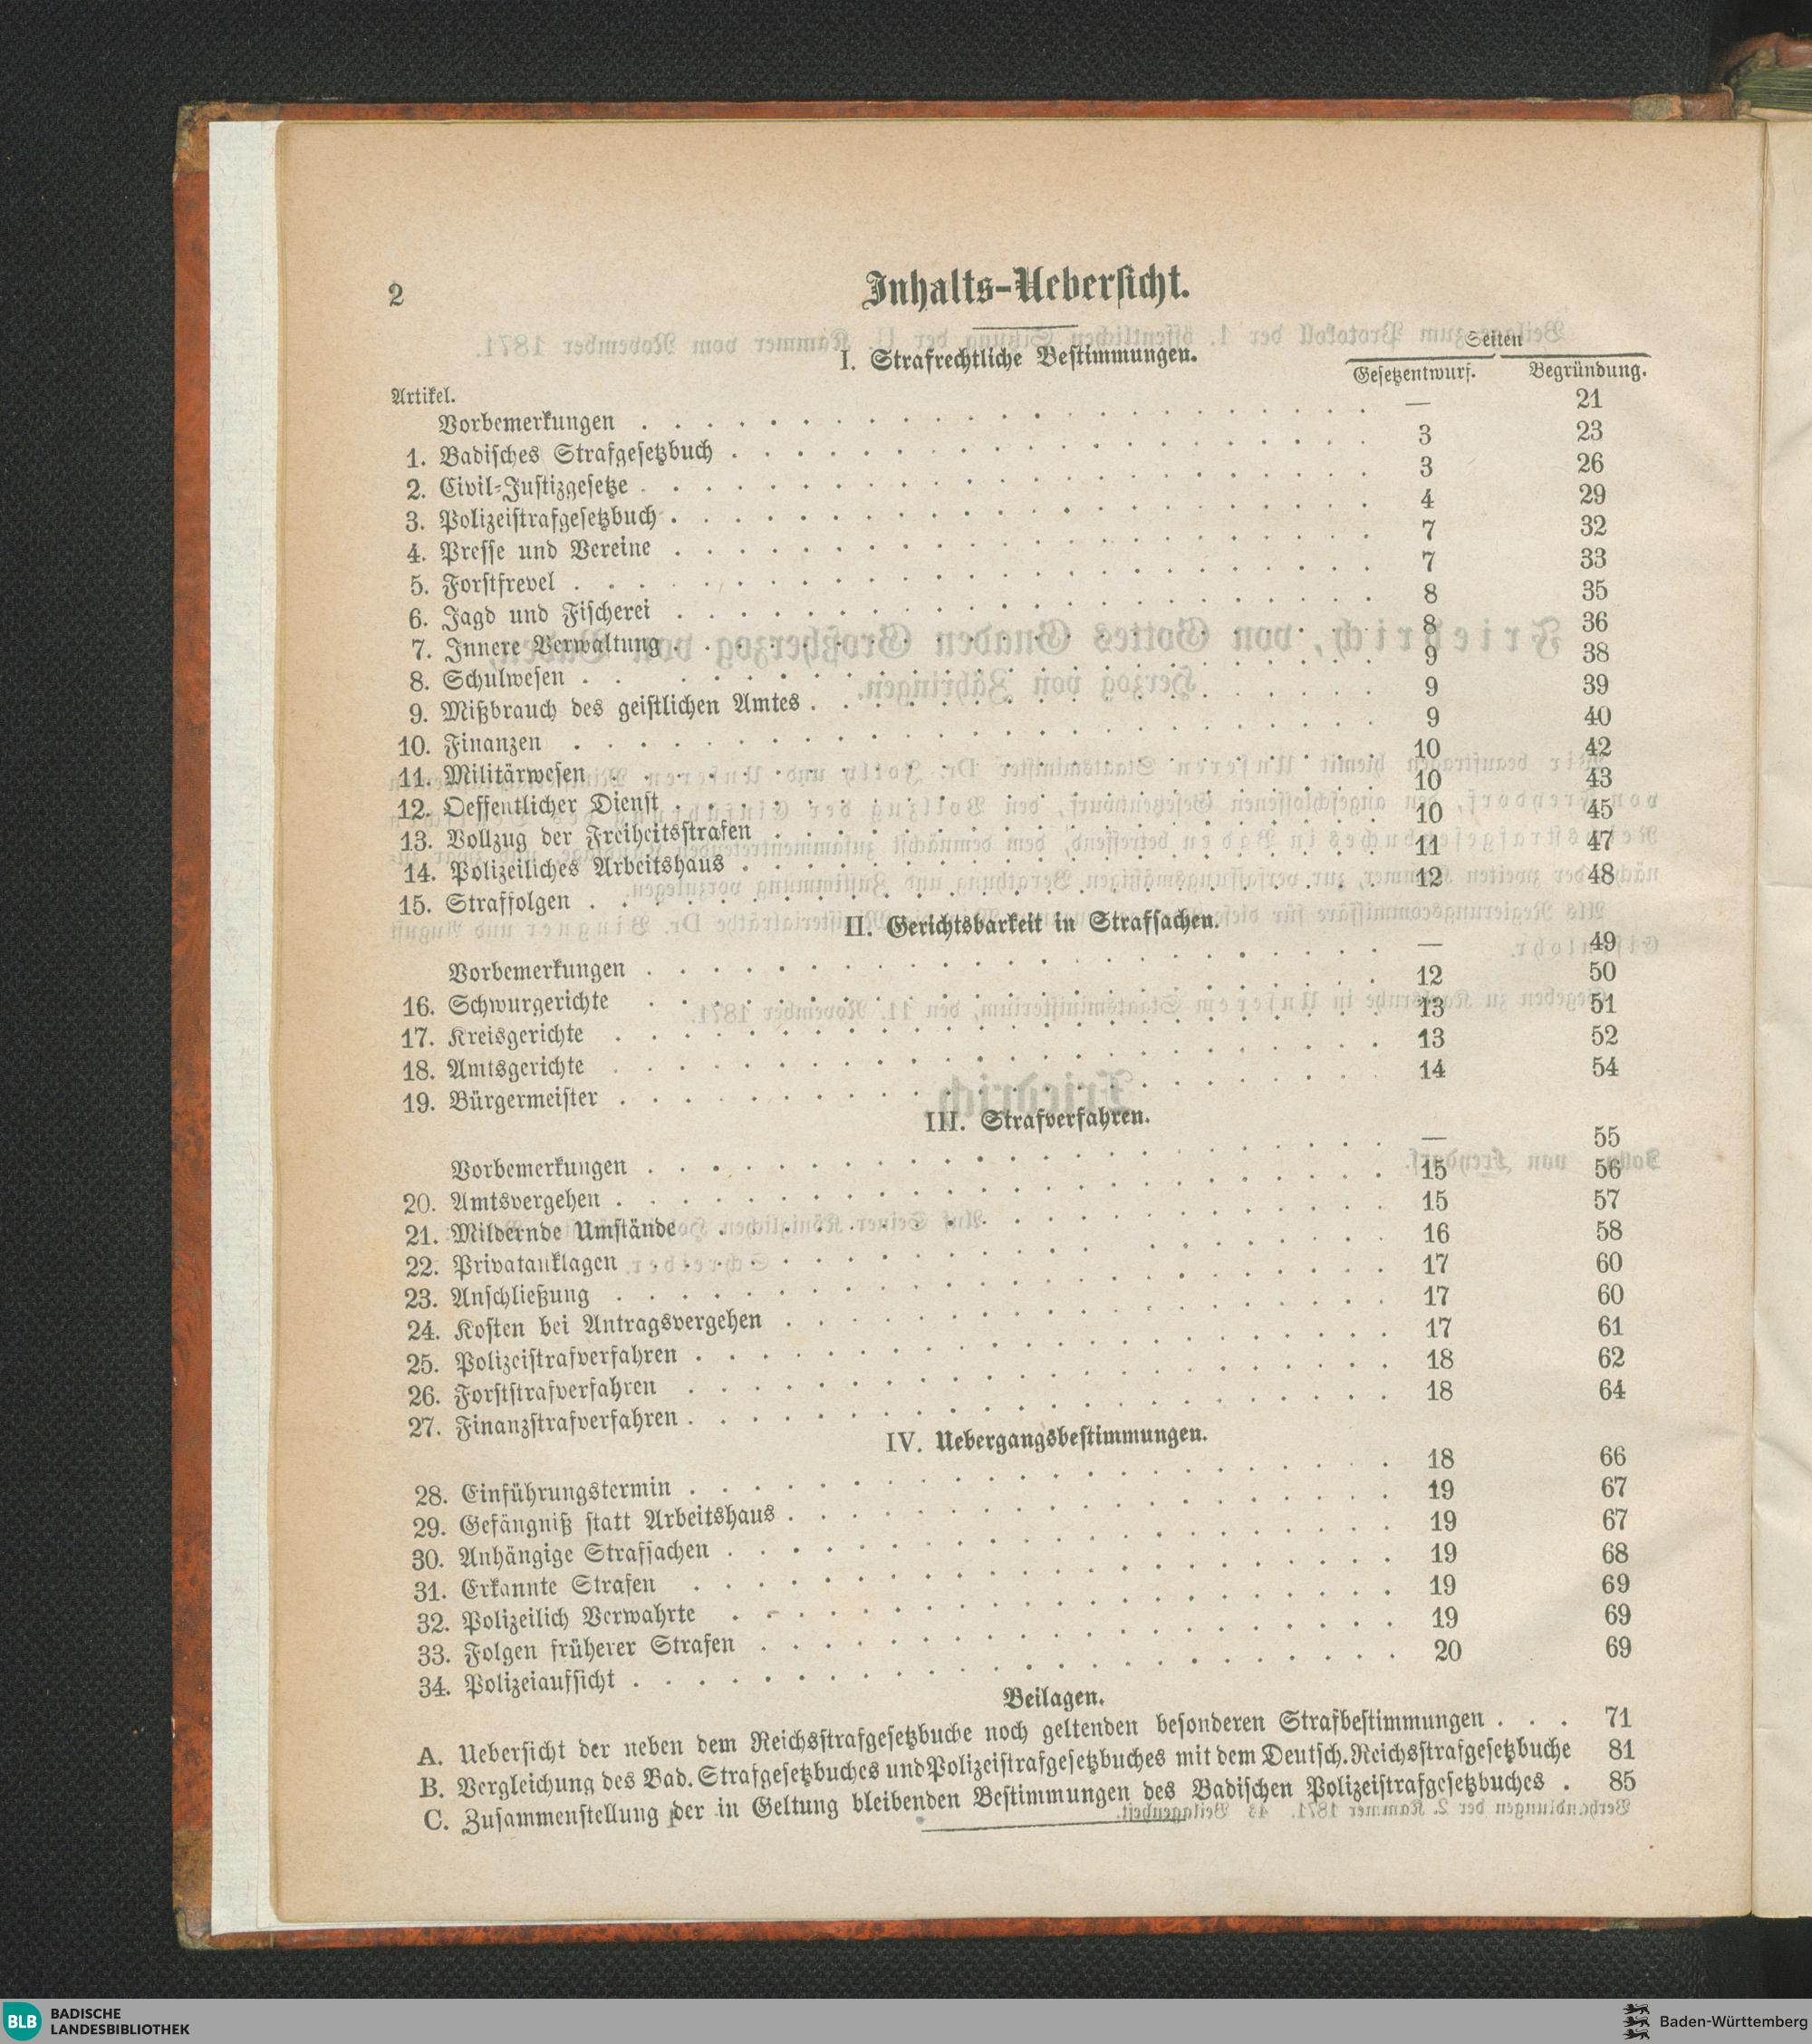 2
Inhalts-Uebersicht.
I. Strafrechtliche Bestimmungen.
Seiten
Gesetzentwurf. Begründung.
Artikel.
Vorbemerkungen . . . — 21
1. Badisches Strafgesetzbuch . . . 3 23
2. Civil-Justizgesetze . . . 3 26
3. Polizeistrafgesetzbuch . . . 4 29
4. Presse und Vereine . . . 7 32
5. Forstfrevel . . . 7 33
6. Jagd und Fischerei . . . 8 35
7. Innere Verwaltung . . . 8 36
8. Schulwesen . . . 9 38
9. Mißbrauch des geistlichen Amtes . . . 9 39
10. Finanzen . . . 9 40
11. Militärwesen . . . 10 42
12. Oeffentlicher Dienst . . . 10 43
13. Vollzug der Freiheitsstrafen . . . 10 45
14. Polizeiliches Arbeitshaus . . . 11 47
15. Straffolgen . . . 12 48
II. Gerichtsbarkeit in Strafsachen.
Vorbemerkungen . . . — 49
16. Schwurgerichte . . . 12 50
17. Kreisgerichte . . . 13 51
18. Amtsgerichte . . . 13 52
19. Bürgermeister . . . 14 54
III. Strafverfahren.
Vorbemerkungen . . . — 55
20. Amtsvergehen . . . 15 56
21. Mildernde Umstände . . . 15 57
22. Privatanklagen . . . 16 58
23. Anschließung . . . 17 60
24. Kosten bei Antragsvergehen . . . 17 60
25. Polizeistrafverfahren . . . 17 61
26. Forststrafverfahren . . . 18 62
27. Finanzstrafverfahren . . . 18 64
IV. Uebergangsbestimmungen.
28. Einführungstermin . . . 18 66
29. Gefängniß statt Arbeitshaus . . . 19 67
30. Anhängige Strafsachen . . . 19 67
31. Erkannte Strafen . . . 19 68
32. Polizeilich Verwahrte . . . 19 69
33. Folgen früherer Strafen . . . 19 69
34. Polizeiaufsicht . . . 20 69
Beilagen.
A. Uebersicht der neben dem Reichsstrafgesetzbuche noch geltenden besonderen Strafbestimmungen . . . 71
B. Vergleichung des Bad. Strafgesetzbuches und Polizeistrafgesetzbuches mit dem Deutsch. Reichsstrafgesetzbuche 81
C. Zusammenstellung der in Geltung bleibenden Bestimmungen des Badischen Polizeistrafgesetzbuches . 85
BLB BADISCHE
LANDESBIBLIOTHEK
Baden-Württemberg